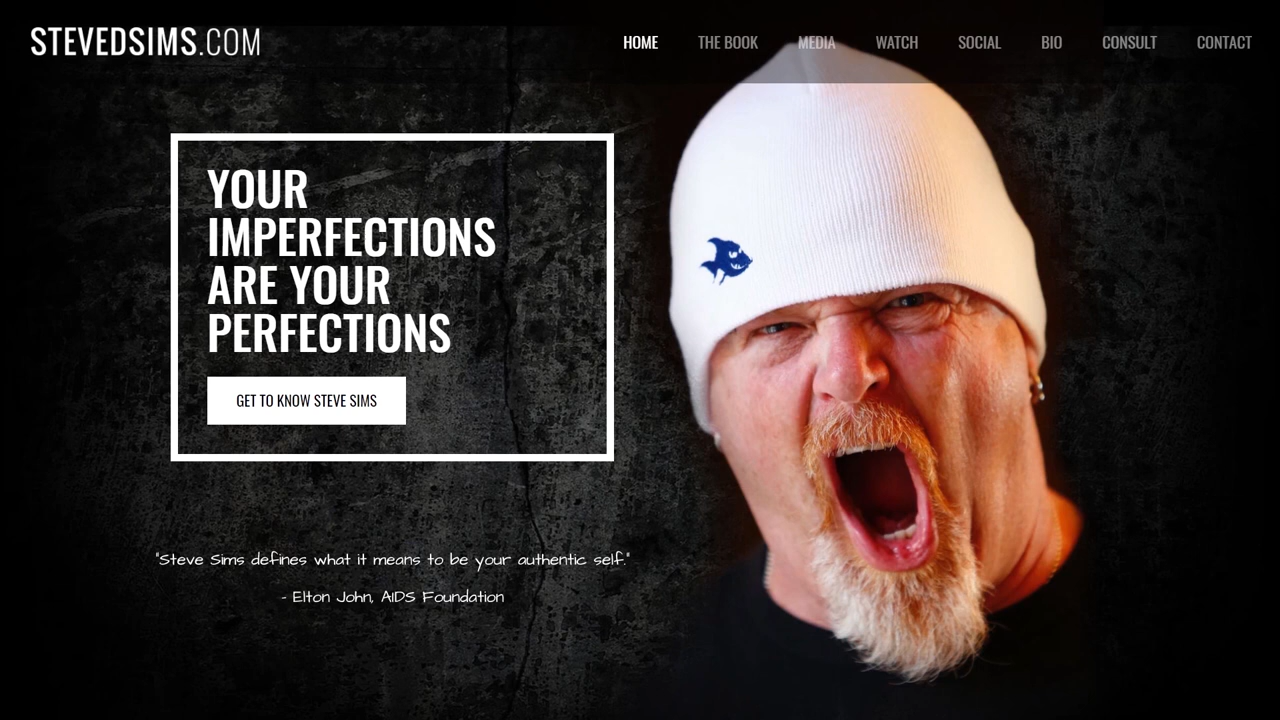 STEVEDSIMS.COM
HOME THE BOOK MEDIA WATCH SOCIAL BIO CONSULT CONTACT
YOUR
IMPERFECTIONS
ARE YOUR
PERFECTIONS
GET TO KNOW STEVE SIMS
"Steve Sims defines what it means to be your authentic self."
- Elton John, AIDS Foundation